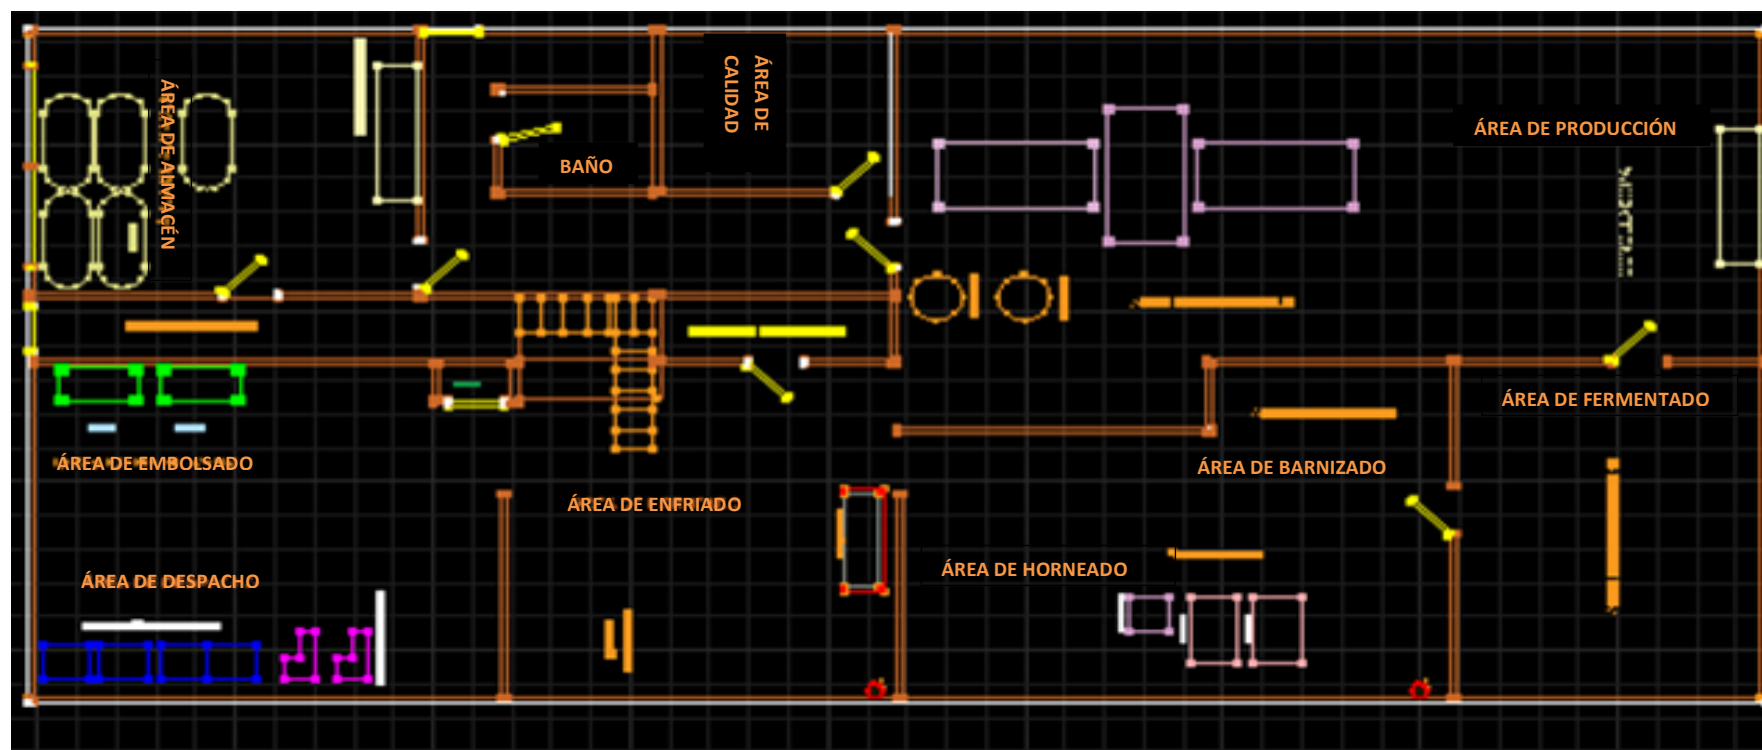 ÁREA DE ALMACÉN
BAÑO
ÁREA DE
CALIDAD
ÁREA DE PRODUCCIÓN
ÁREA DE EMBOLSADO
ÁREA DE ENFRIADO
ÁREA DE BARNIZADO
ÁREA DE FERMENTADO
ÁREA DE DESPACHO
ÁREA DE HORNEADO